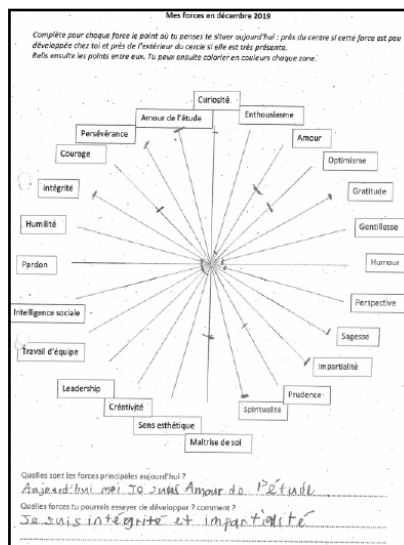 Mes forces en décembre 2019
Complète pour chaque force le point où tu penses te situer aujourd'hui : près du centre si cette force est peu
développée chez toi et près de l'extérieur du cercle si elle est très présente.
Relis ensuite les points entre eux. Tu peux ensuite colorier en couleurs chaque zone.
Curiosité
Amour de l'étude
Enthousiasme
Persévérance
Amour
Courage
Optimisme
Intégrité
Gratitude
Humilité
Gentillesse
Pardon
Humour
Intelligence sociale
Perspective
Travail d'équipe
Sagesse
Leadership
Impartialité
Créativité
Prudence
Sens esthétique
Spiritualité
Maîtrise de soi
Quelles sont les forces principales aujourd'hui ?
Aujourd'hui moi je suis Amour de l'étude
Quelles forces tu pourrais essayer de développer ? comment ?
Je suis intégrité et impartialité